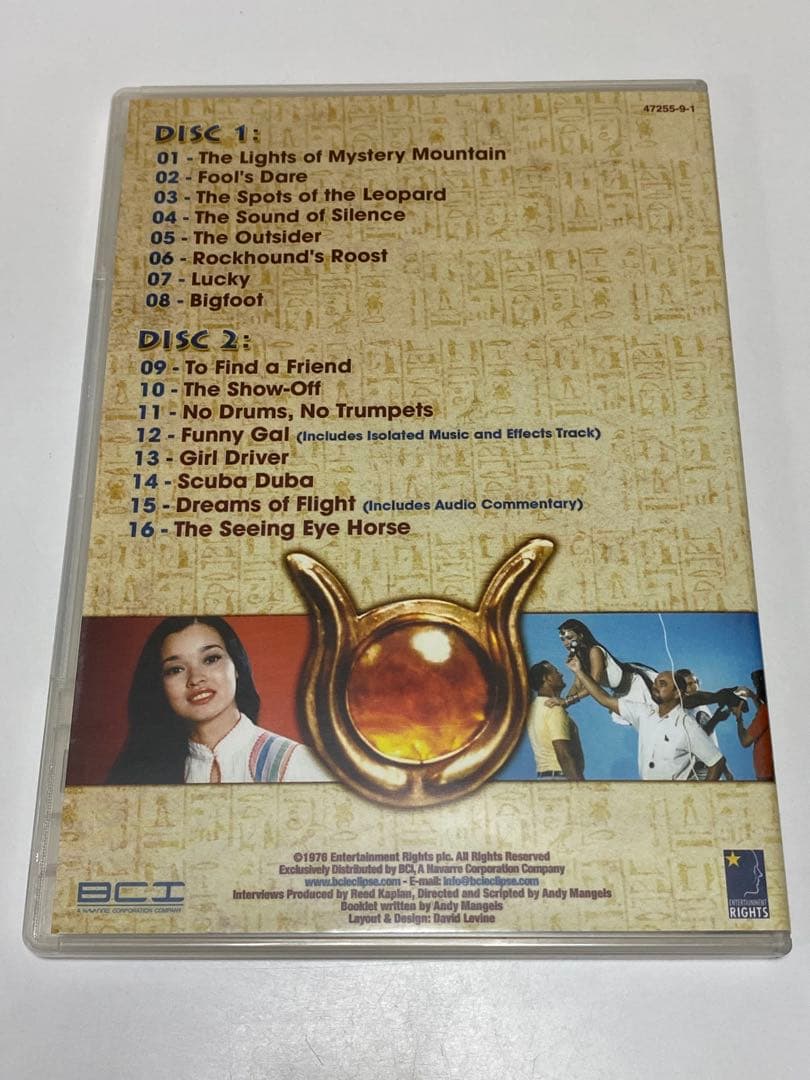 47255-9-1
DISC 1:
01 - The Lights of Mystery Mountain
02 - Fool's Dare
03 - The Spots of the Leopard
04 - The Sound of Silence
05 - The Outsider
06 - Rockhound's Roost
07 - Lucky
08 - Bigfoot
DISC 2:
09 - To Find a Friend
10 - The Show-Off
11 - No Drums, No Trumpets
12 - Funny Gal (Includes Isolated Music and Effects Track)
13 - Girl Driver
14 - Scuba Duba
15 - Dreams of Flight (Includes Audio Commentary)
16 - The Seeing Eye Horse
©1976 Entertainment Rights plc. All Rights Reserved
Exclusively Distributed by BCI, A Navarre Corporation Company
www.bcieclipse.com - E-mail: info@bcieclipse.com
Interviews Produced by Reed Kaplan, Directed and Scripted by Andy Mangels
Booklet written by Andy Mangels
Layout & Design: David Levine
BCI
A NAVARRE CORPORATION COMPANY
ENTERTAINMENT
RIGHTS